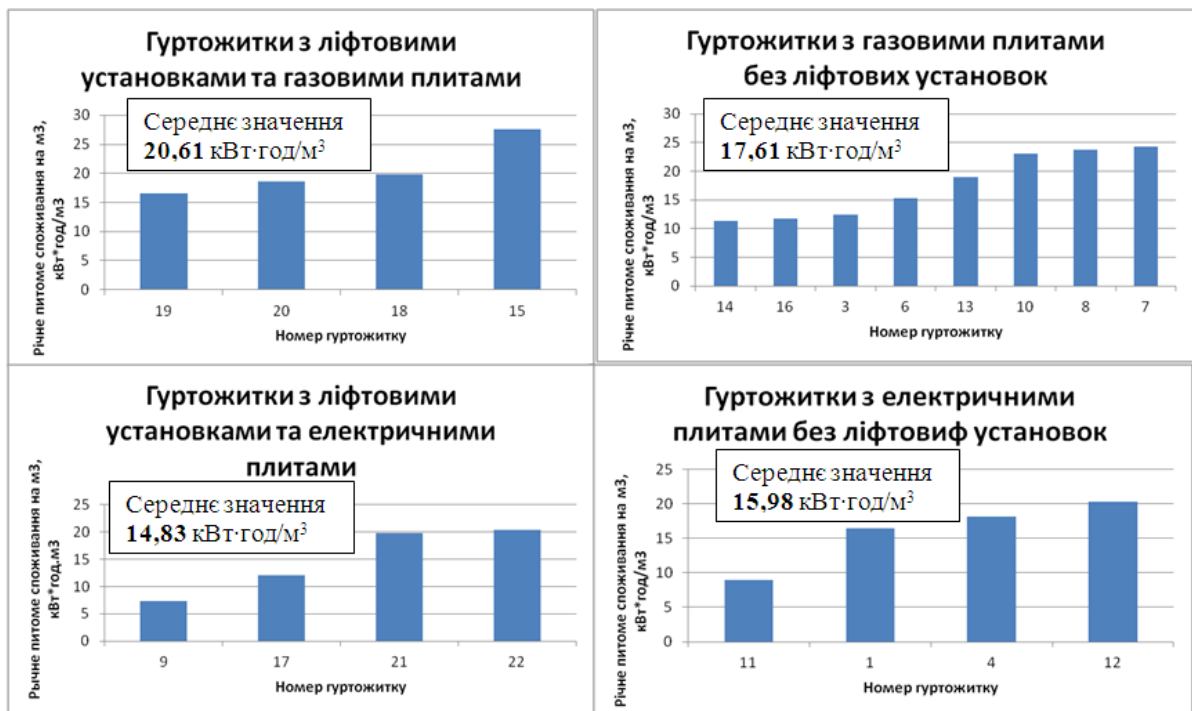 Гуртожитки з ліфтовими
установками та газовими плитами
Середнє значення
20,61 кВт·год/м³
Річне питоме споживання на м3,
кВт*год/м3
30
25
20
15
10
5
0
19 20 18 15
Номер гуртожитку
Гуртожитки з газовими плитами
без ліфтових установок
Середнє значення
17,61 кВт·год/м³
Річне питоме споживання на м3,
кВт*год/м3
30
25
20
15
10
5
0
14 16 3 6 13 10 8 7
Номер гуртожитку
Гуртожитки з ліфтовими
установками та електричними
плитами
Середнє значення
14,83 кВт·год/м³
Рычне питоме споживання на м3,
кВт*год.м3
25
20
15
10
5
0
9 17 21 22
Номер гуртожитку
Гуртожитки з електричними
плитами без ліфтовиф установок
Середнє значення
15,98 кВт·год/м³
Річне питоме споживання на м3,
кВт*год/м3
25
20
15
10
5
0
11 1 4 12
Номер гуртожитку